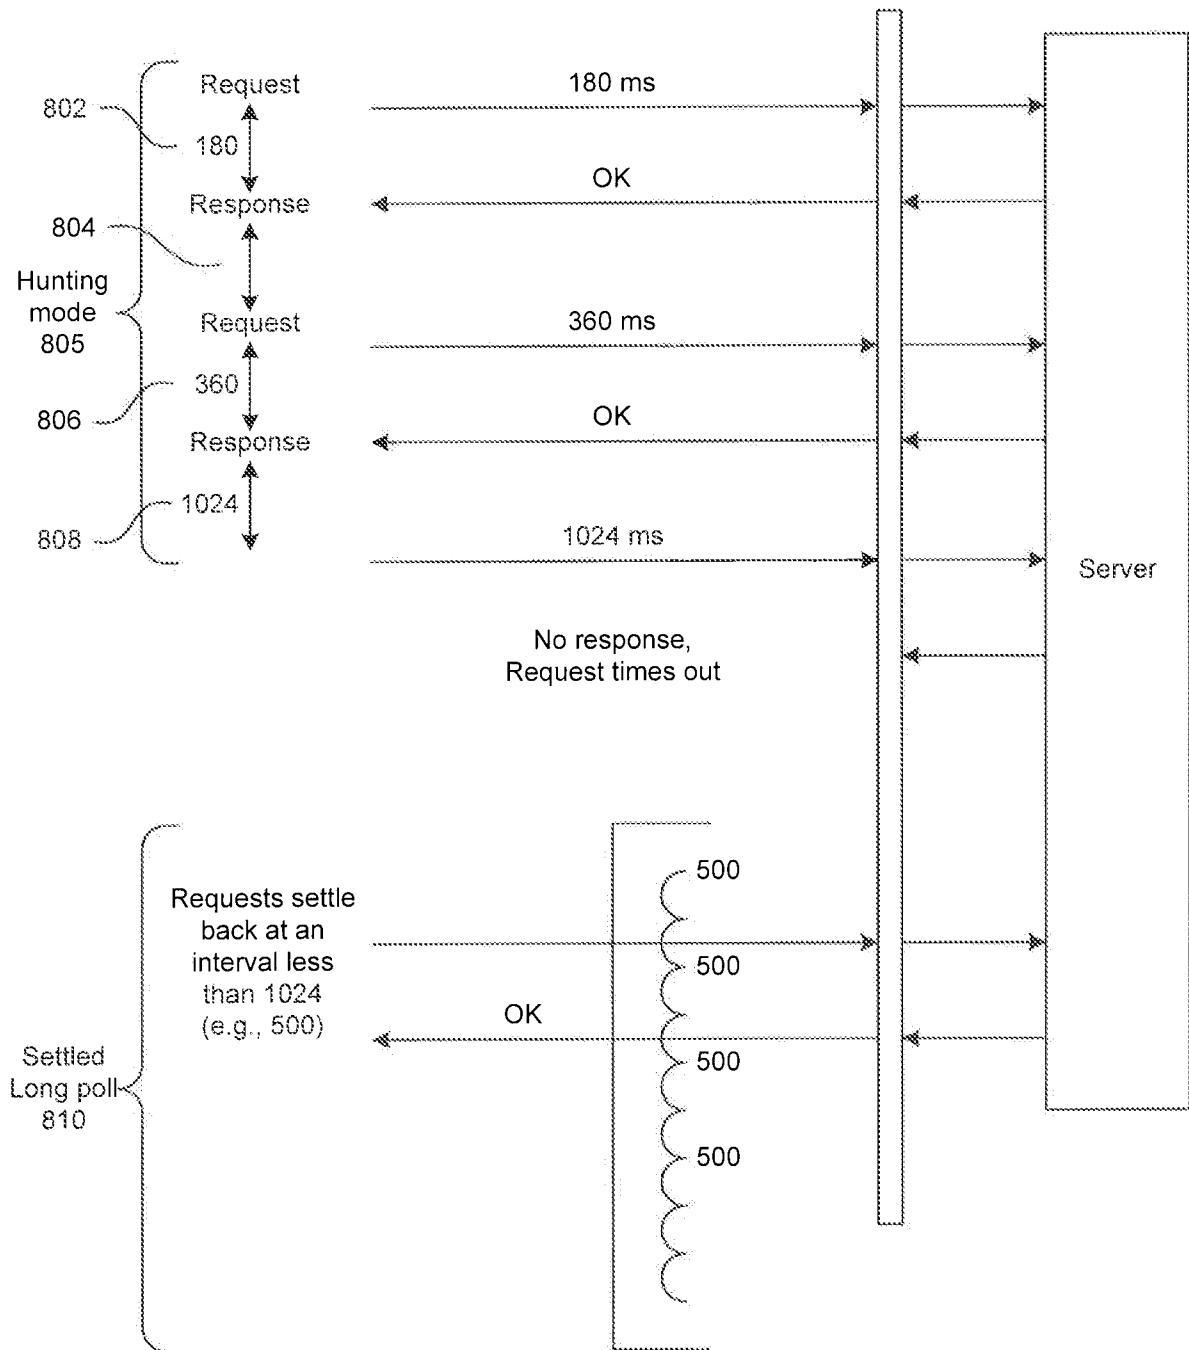 Request
180 ms
802
180
OK
Response
804
Hunting
mode
805
Request
360 ms
360
806
OK
Response
1024
808
1024 ms
Server
No response,
Request times out
500
Requests settle
back at an
interval less
than 1024
(e.g., 500)
500
OK
Settled
Long poll
810
500
500